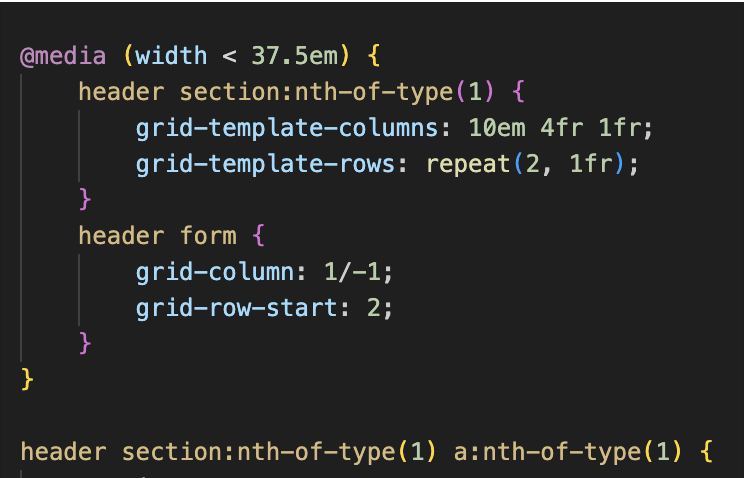 @media (width < 37.5em) {
    header section:nth-of-type(1) {
        grid-template-columns: 10em 4fr 1fr;
        grid-template-rows: repeat(2, 1fr);
    }
    header form {
        grid-column: 1/-1;
        grid-row-start: 2;
    }
}
header section:nth-of-type(1) a:nth-of-type(1) {